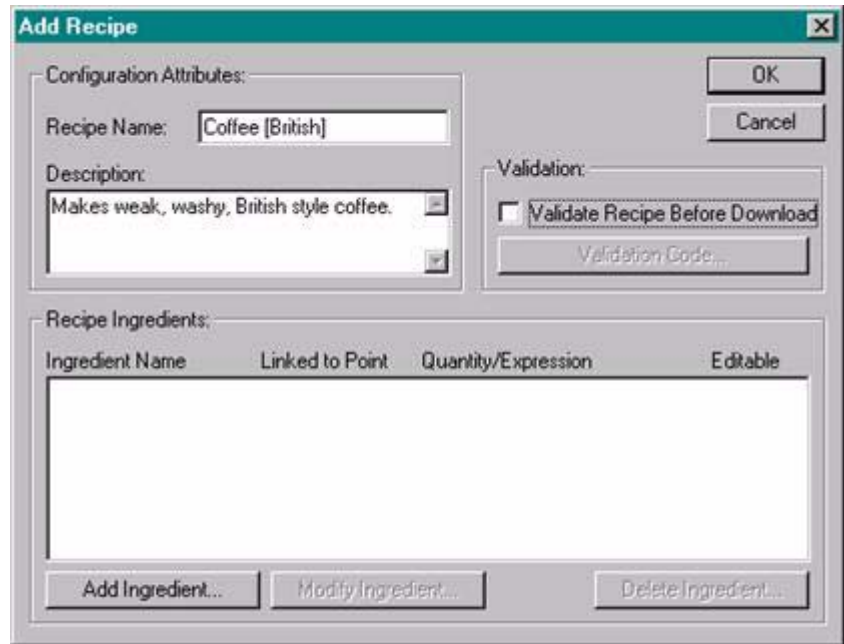 Add Recipe
Configuration Attributes:
OK
Recipe Name: Coffee [British]
Cancel
Description:
Validation:
Makes weak, washy, British style coffee.
Validate Recipe Before Download
Validation Code...
Recipe Ingredients:
Ingredient Name Linked to Point Quantity/Expression Editable
Add Ingredient... Modify Ingredient... Delete Ingredient...